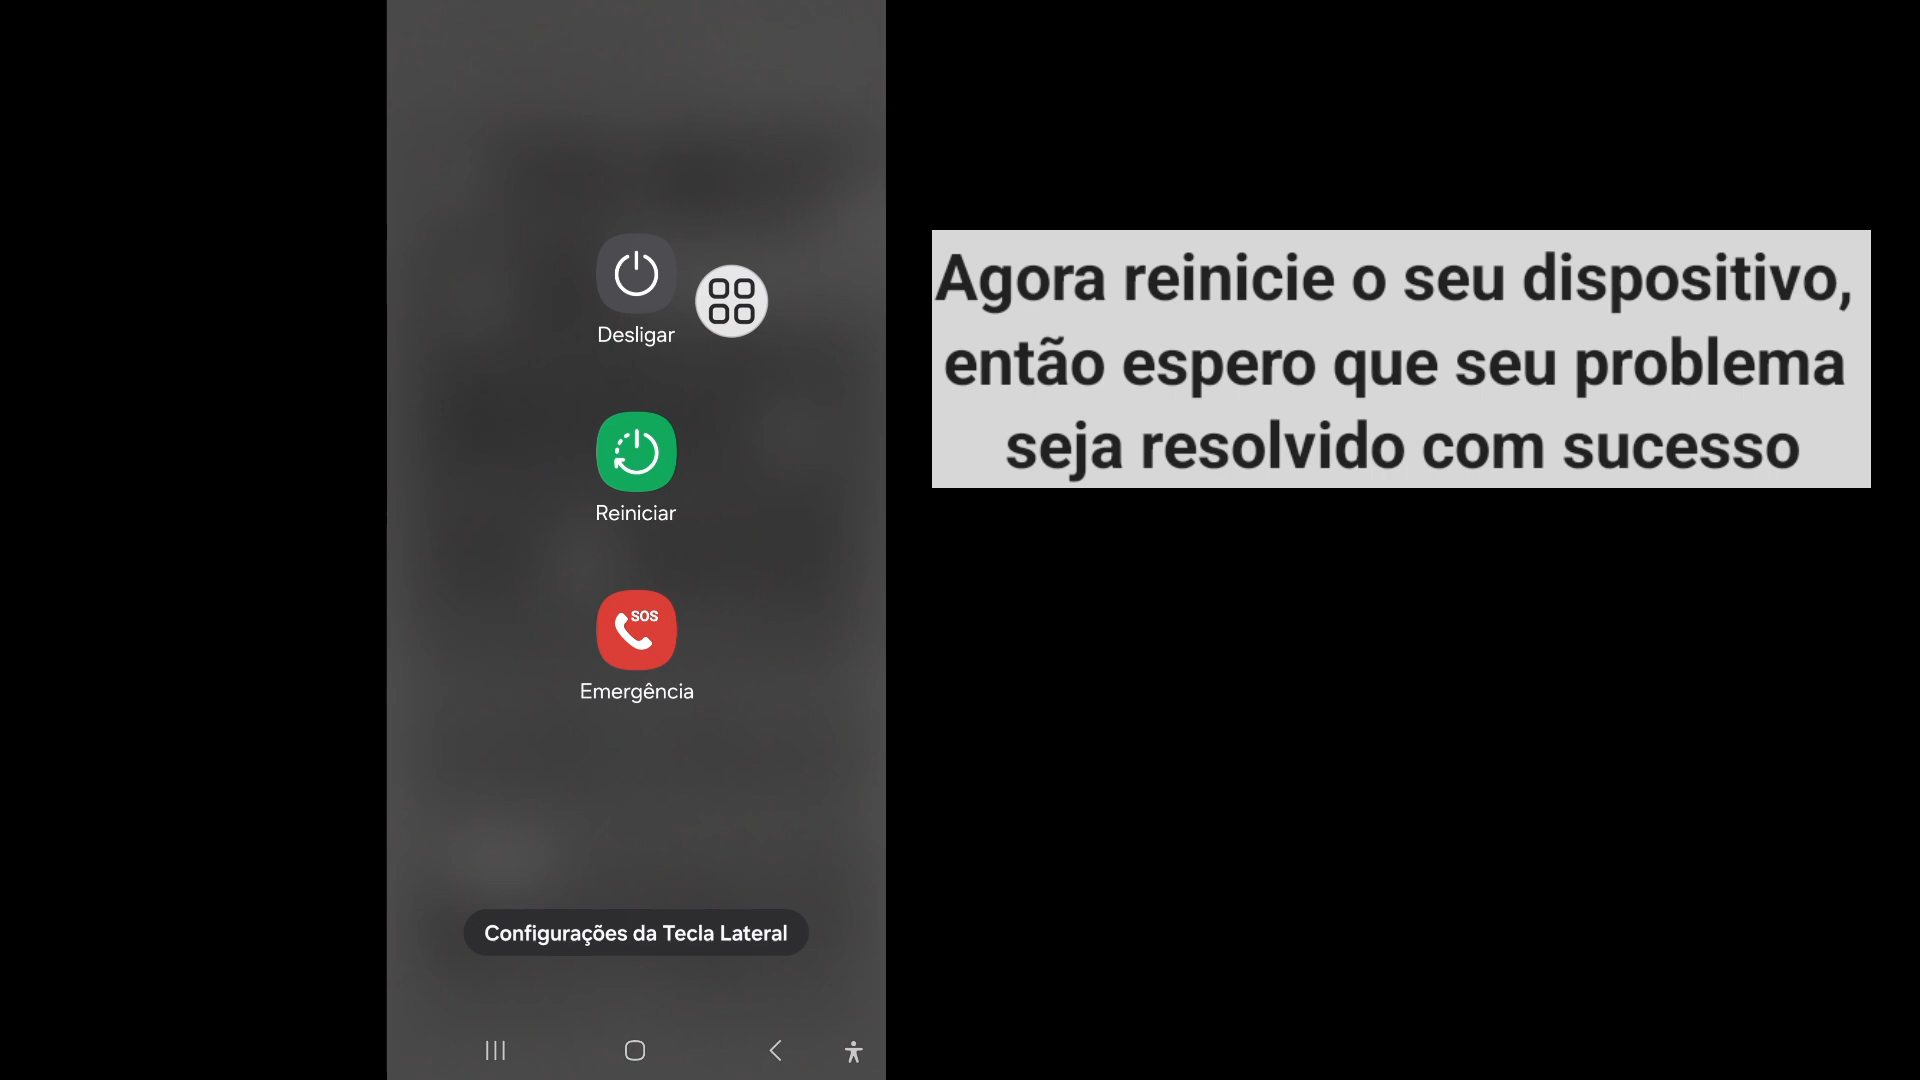 Desligar
Reiniciar
SOS
Emergência
Configurações da Tecla Lateral
Agora reinicie o seu dispositivo,
então espero que seu problema
seja resolvido com sucesso